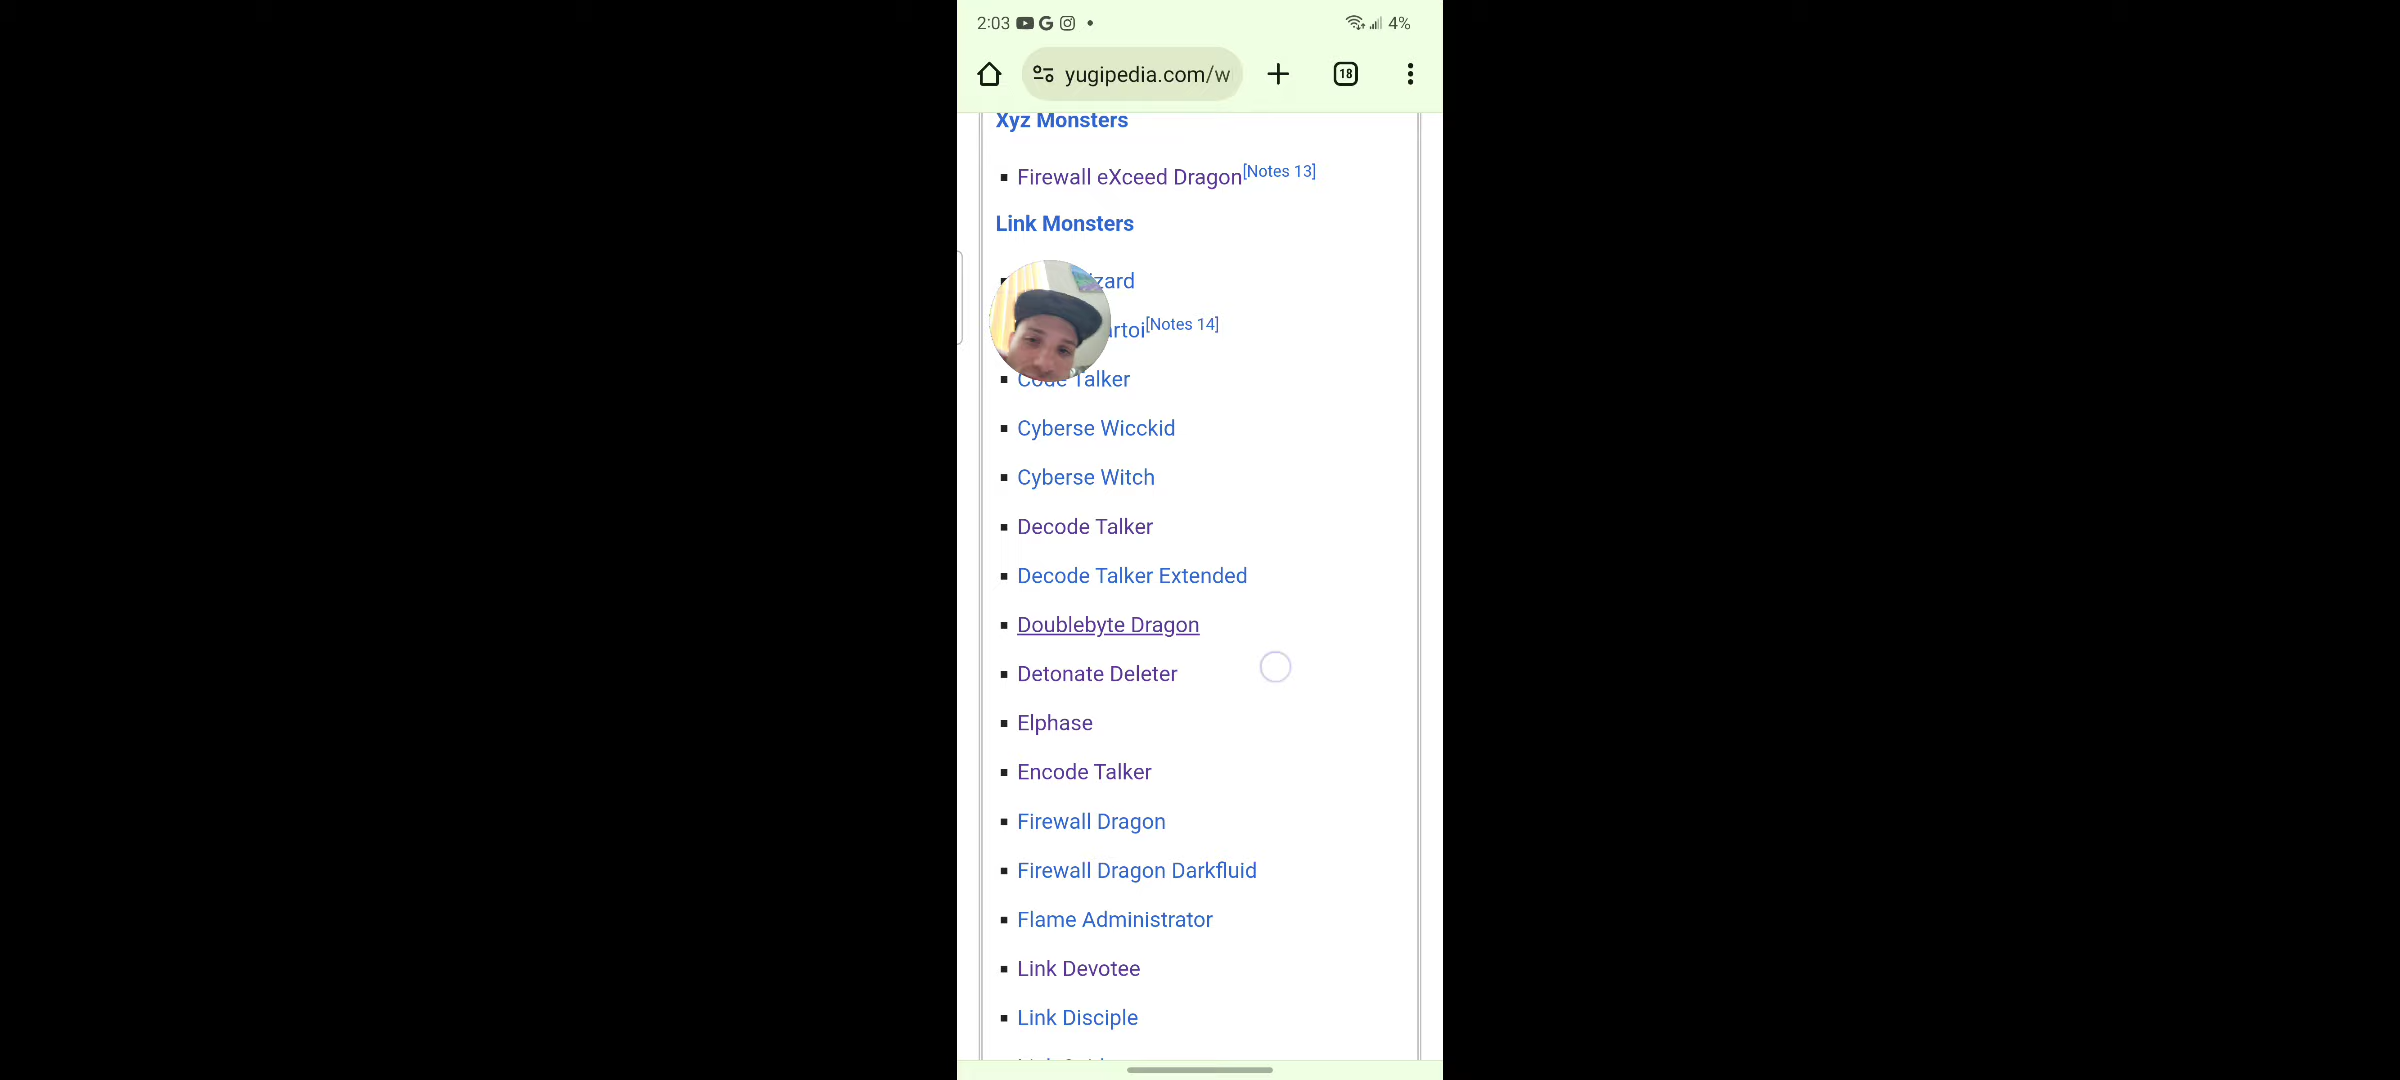 2:03 4%
yugipedia.com/w
18
Xyz Monsters
Firewall eXceed Dragon[Notes 13]
Link Monsters
zard
artoi[Notes 14]
Code Talker
Cyberse Wicckid
Cyberse Witch
Decode Talker
Decode Talker Extended
Doublebyte Dragon
Detonate Deleter
Elphase
Encode Talker
Firewall Dragon
Firewall Dragon Darkfluid
Flame Administrator
Link Devotee
Link Disciple